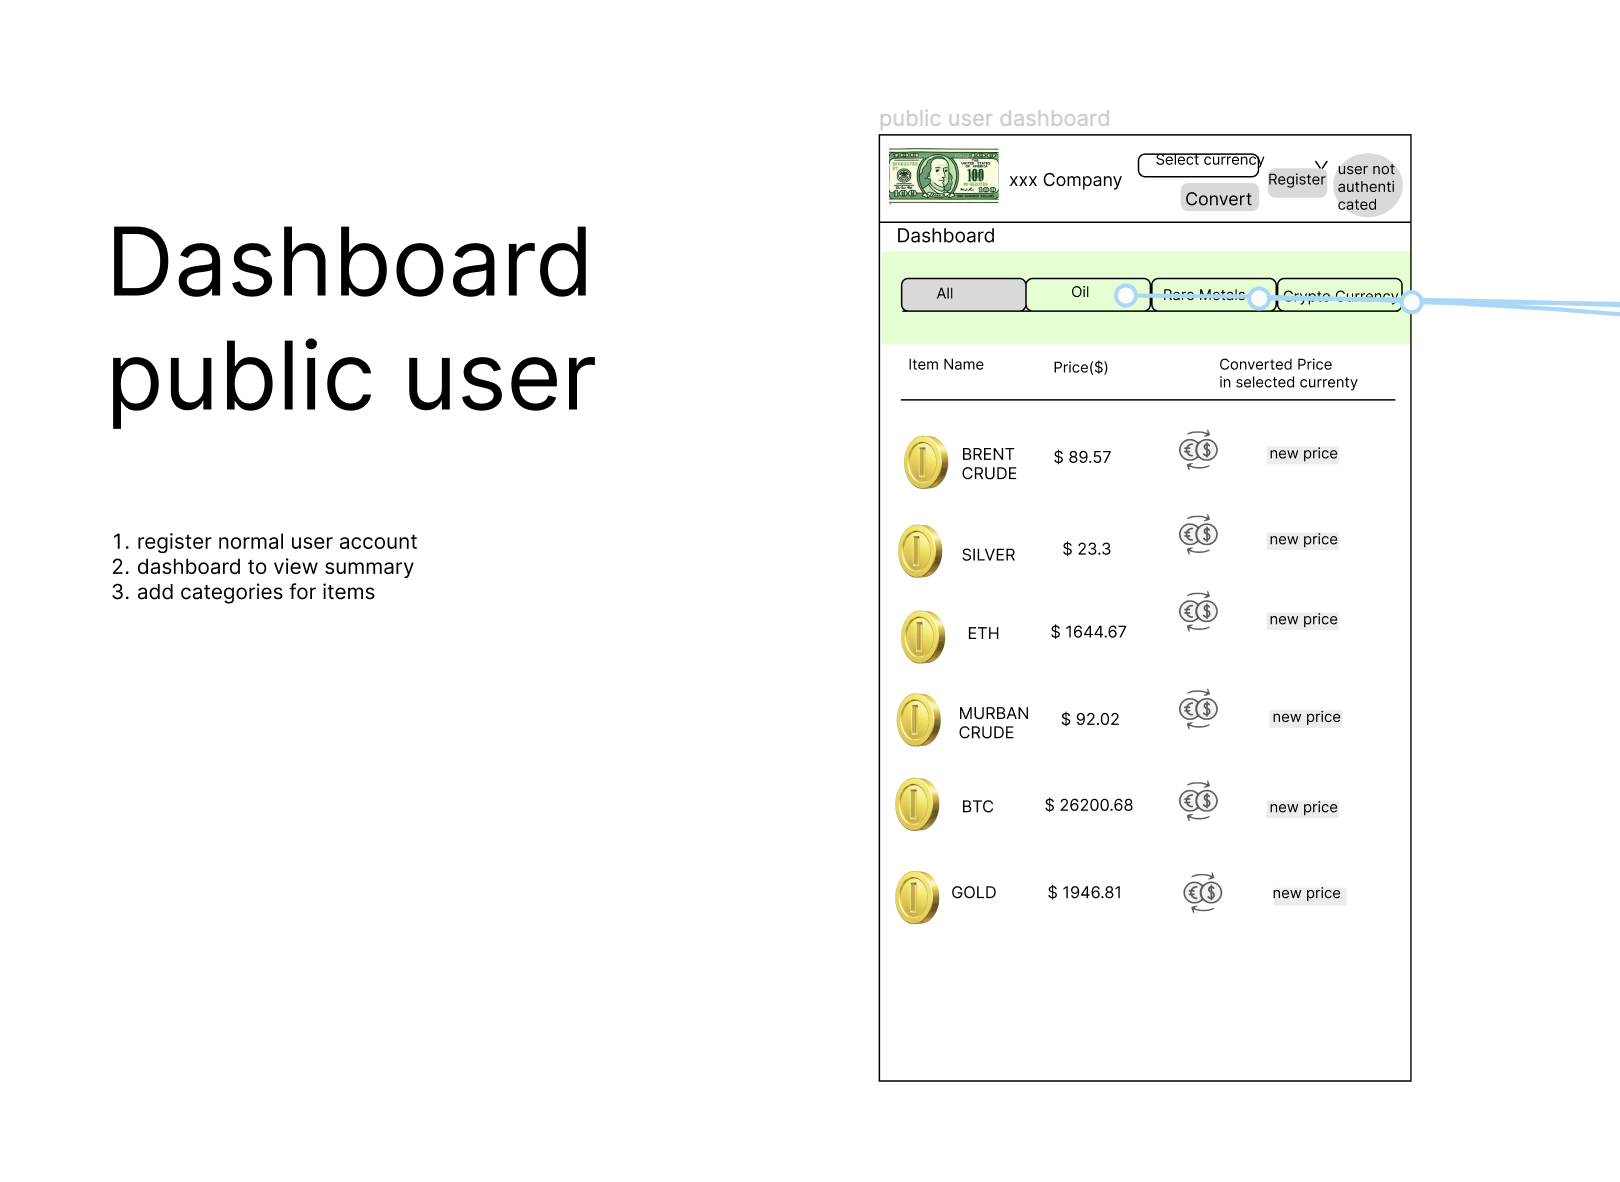 Dashboard
public user
1. register normal user account
2. dashboard to view summary
3. add categories for items
public user dashboard
100
100
xxx Company
Select currency
Convert
Register
user not
authenti
cated
Dashboard
All
Oil
Rare Metals
Crypto Currency
Item Name
Price($)
Converted Price
in selected currenty
BRENT
CRUDE
$ 89.57
€ $
new price
SILVER
$ 23.3
€ $
new price
ETH
$ 1644.67
€ $
new price
MURBAN
CRUDE
$ 92.02
€ $
new price
BTC
$ 26200.68
€ $
new price
GOLD
$ 1946.81
€ $
new price